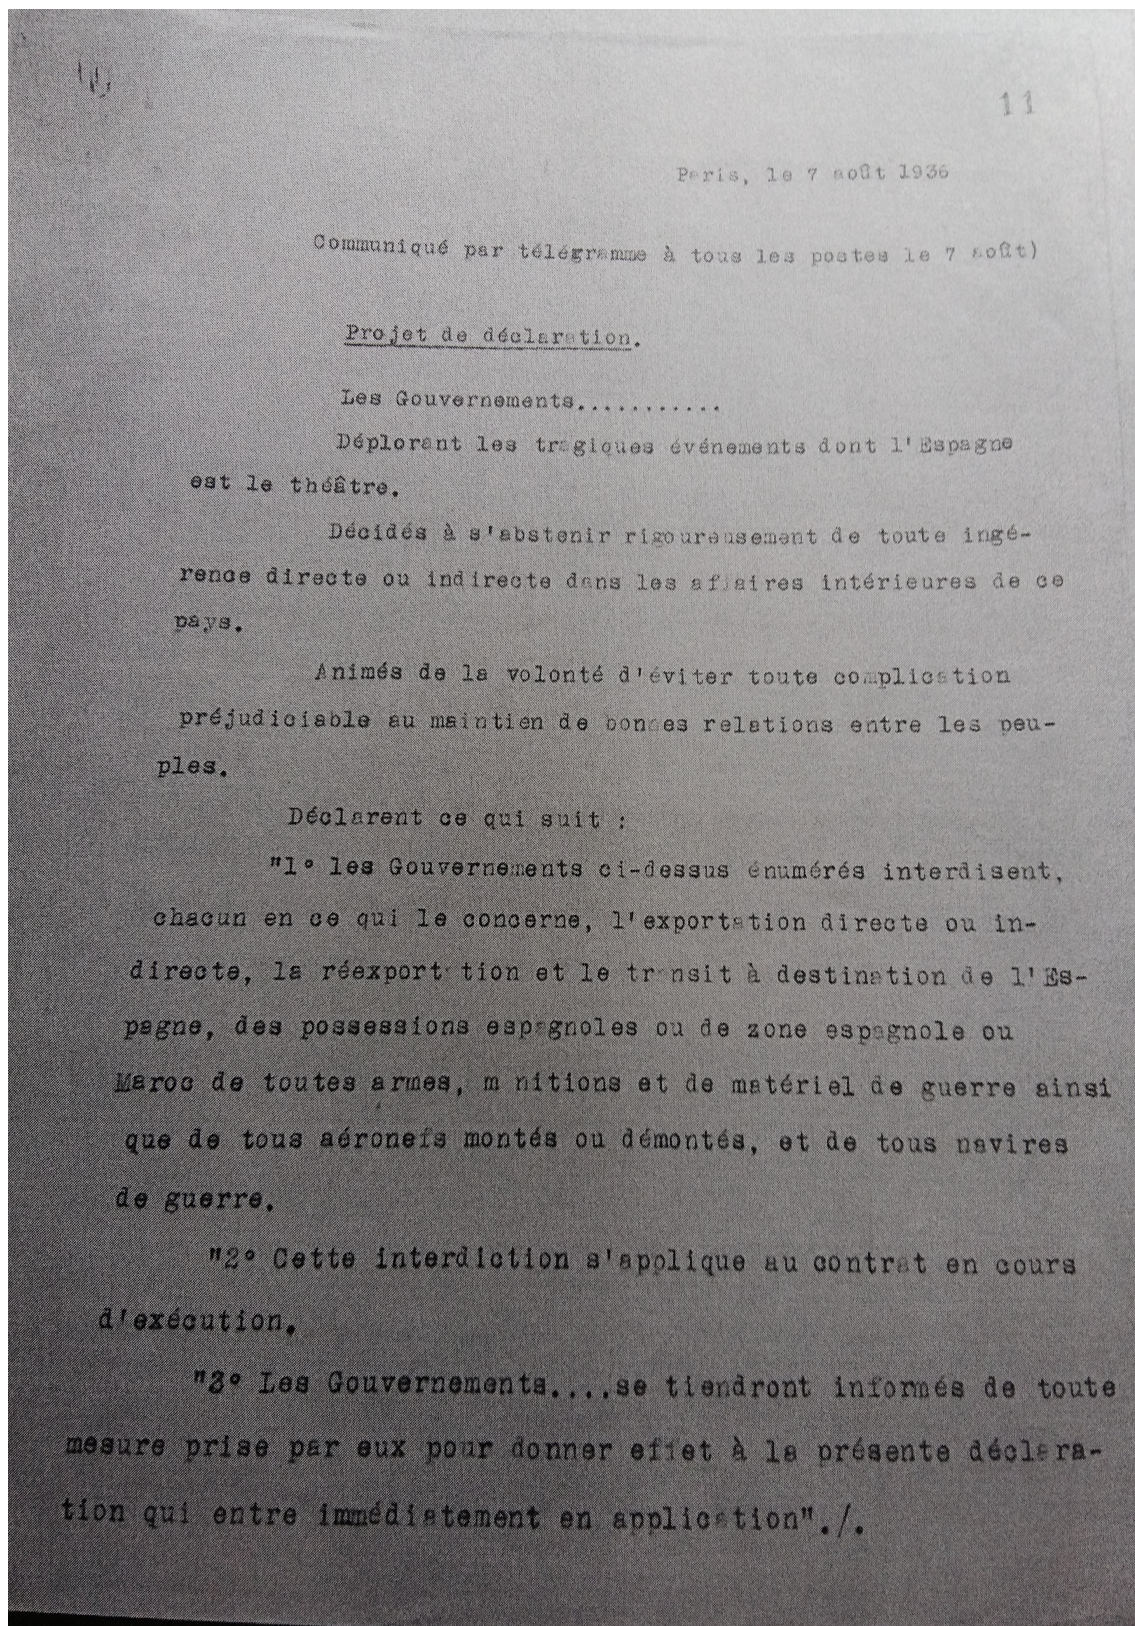 11
Paris, le 7 août 1936
Communiqué par télégramme à tous les postes le 7 août)
Projet de déclaration.
Les Gouvernements...........
Déplorant les tragiques événements dont l'Espagne
est le théâtre.
Décidés à s'abstenir rigoureusement de toute ingé-
rence directe ou indirecte dans les affaires intérieures de ce
pays.
Animés de la volonté d'éviter toute complication
préjudiciable au maintien de bonnes relations entre les peu-
ples.
Déclarent ce qui suit :
"1° les Gouvernements ci-dessus énumérés interdisent,
chacun en ce qui le concerne, l'exportation directe ou in-
directe, la réexportation et le transit à destination de l'Es-
pagne, des possessions espagnoles ou de zone espagnole ou
Maroc de toutes armes, munitions et de matériel de guerre ainsi
que de tous aéronefs montés ou démontés, et de tous navires
de guerre.
"2° Cette interdiction s'applique au contrat en cours
d'exécution.
"3° Les Gouvernements....se tiendront informés de toute
mesure prise par eux pour donner effet à la présente déclara-
tion qui entre immédiatement en application"./.